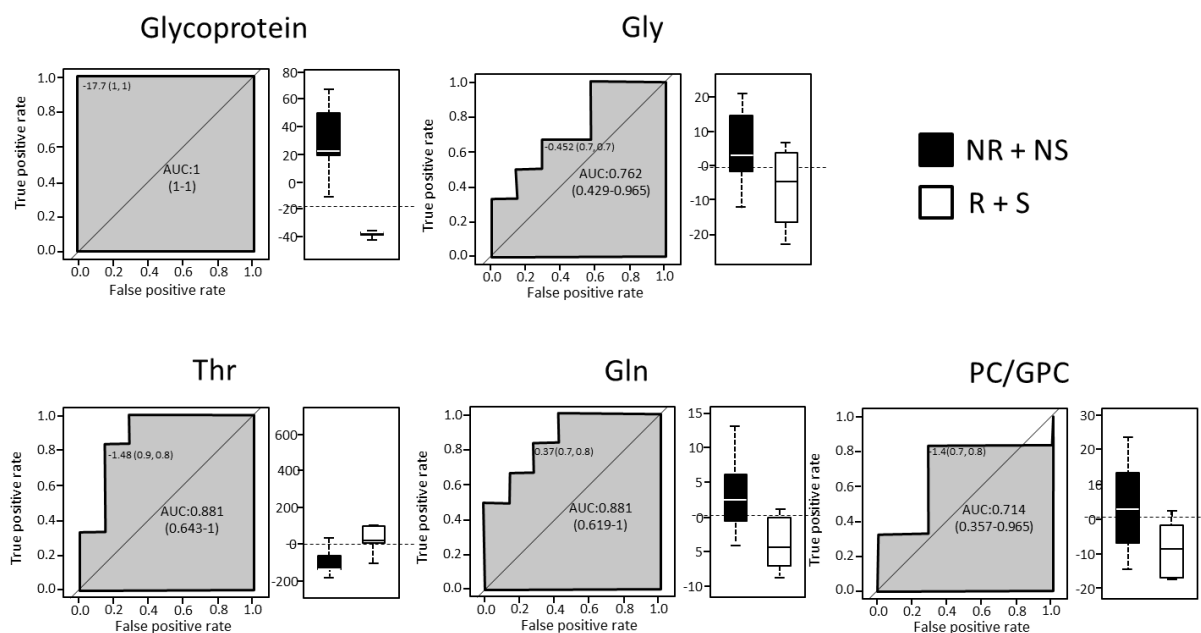 Glycoprotein
True positive rate
1.0
0.8
0.6
0.4
0.2
0.0
-17.7 (1, 1)
AUC:1
(1-1)
0.0 0.2 0.4 0.6 0.8 1.0
False positive rate
80
60
40
20
0
-20
-40
Gly
True positive rate
1.0
0.8
0.6
0.4
0.2
0.0
-0.452 (0.7, 0.7)
AUC:0.762
(0.429-0.965)
0.0 0.2 0.4 0.6 0.8 1.0
False positive rate
20
10
-0
-10
-20
NR + NS
R + S
Thr
True positive rate
1.0
0.8
0.6
0.4
0.2
0.0
-1.48 (0.9, 0.8)
AUC:0.881
(0.643-1)
0.0 0.2 0.4 0.6 0.8 1.0
False positive rate
600
400
200
0
-200
Gln
True positive rate
1.0
0.8
0.6
0.4
0.2
0.0
0.37(0.7, 0.8)
AUC:0.881
(0.619-1)
0.0 0.2 0.4 0.6 0.8 1.0
False positive rate
15
10
5
0
5
-10
PC/GPC
True positive rate
1.0
0.8
0.6
0.4
0.2
0.0
-1.4(0.7, 0.8)
AUC:0.714
(0.357-0.965)
0.0 0.2 0.4 0.6 0.8 1.0
False positive rate
30
20
10
0
-10
-20